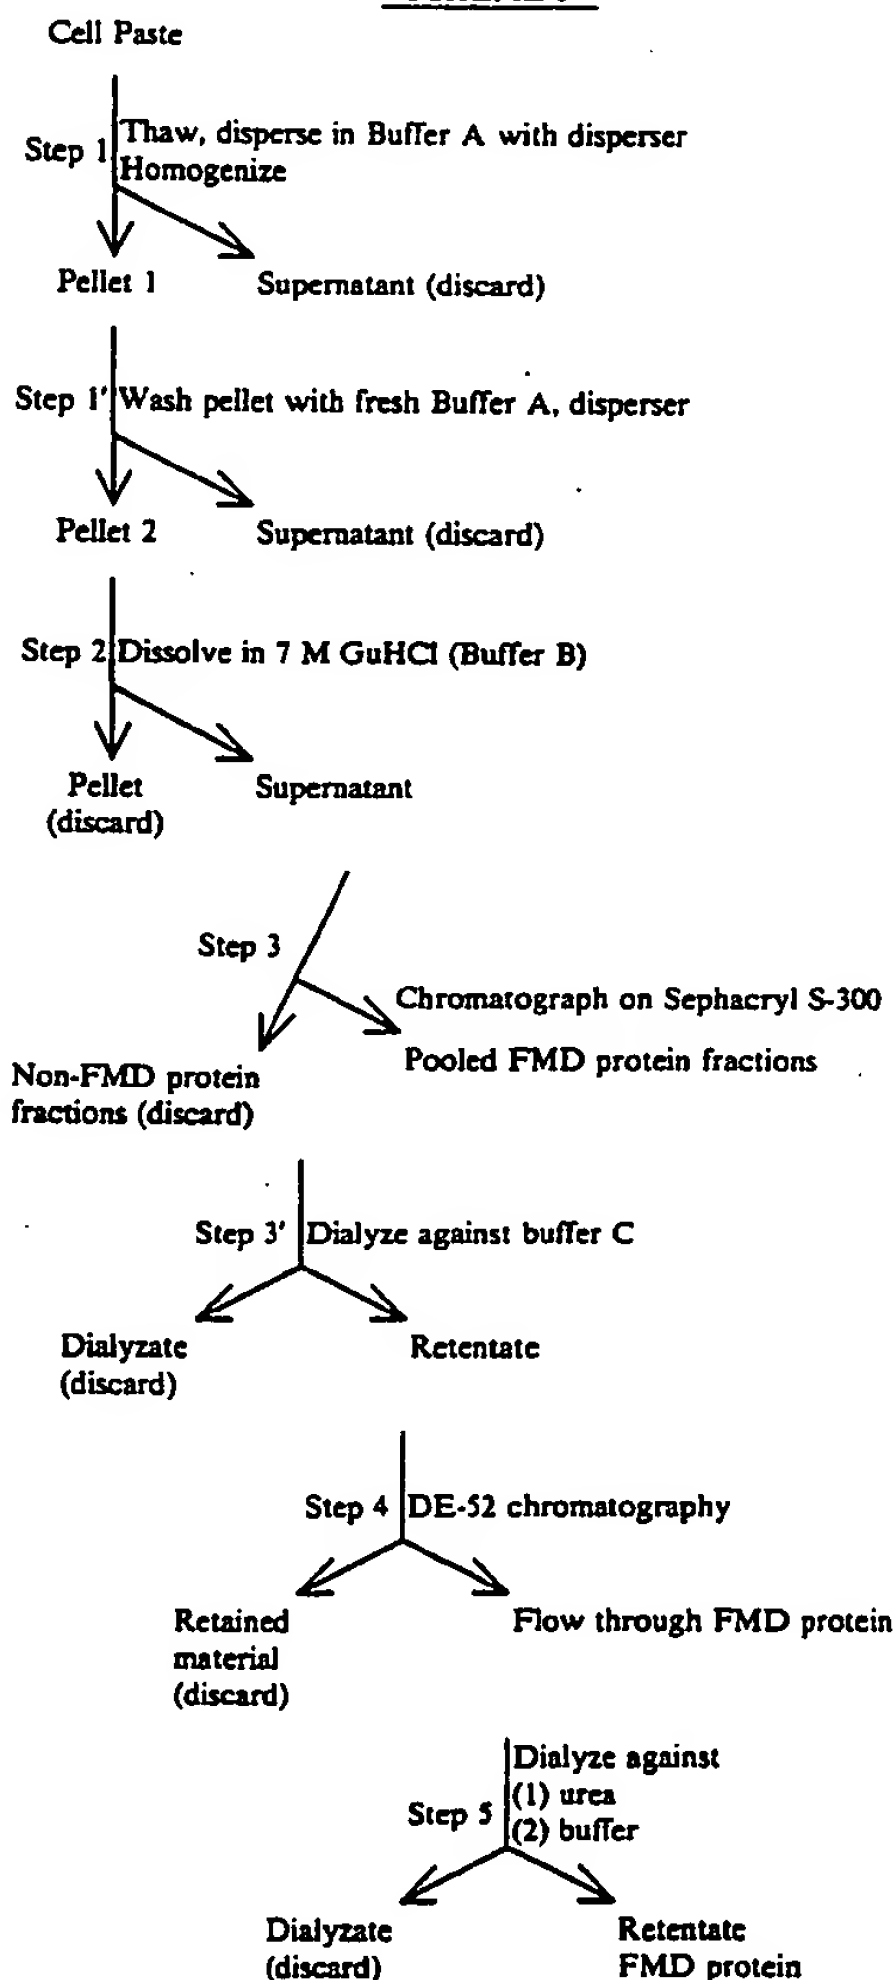 Cell Paste
Thaw, disperse in Buffer A with disperser
Step 1
Homogenize
Pellet 1
Supernatant (discard)
Step 1' Wash pellet with fresh Buffer A, disperser
Pellet 2
Supernatant (discard)
Step 2 Dissolve in 7 M GuHCl (Buffer B)
Pellet
(discard)
Supernatant
Step 3
Chromatograph on Sephacryl S-300
Pooled FMD protein fractions
Non-FMD protein
fractions (discard)
Step 3' Dialyze against buffer C
Dialyzate
(discard)
Retentate
Step 4 DE-52 chromatography
Retained
material
(discard)
Flow through FMD protein
Dialyze against
(1) urea
Step 5
(2) buffer
Dialyzate
(discard)
Retentate
FMD protein